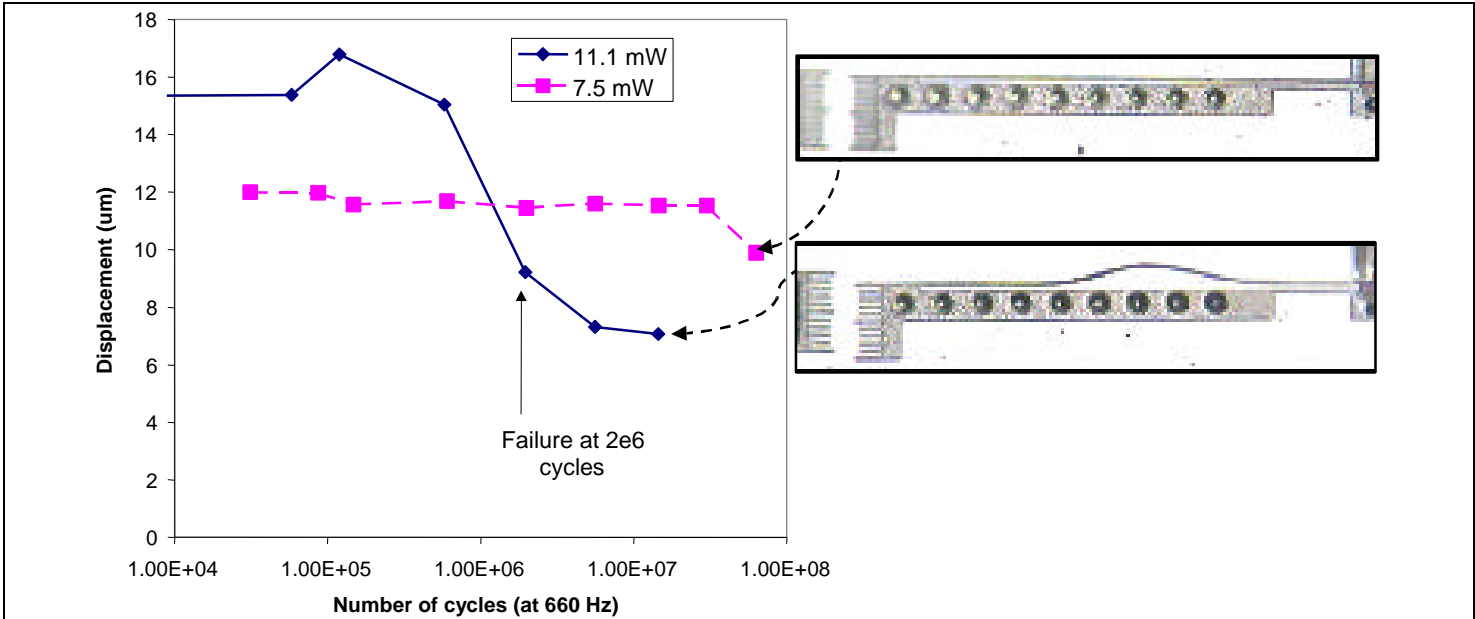 18
16
14
12
10
8
6
4
2
0
Displacement (um)
11.1 mW
7.5 mW
Failure at 2e6
cycles
1.00E+04 1.00E+05 1.00E+06 1.00E+07 1.00E+08
Number of cycles (at 660 Hz)